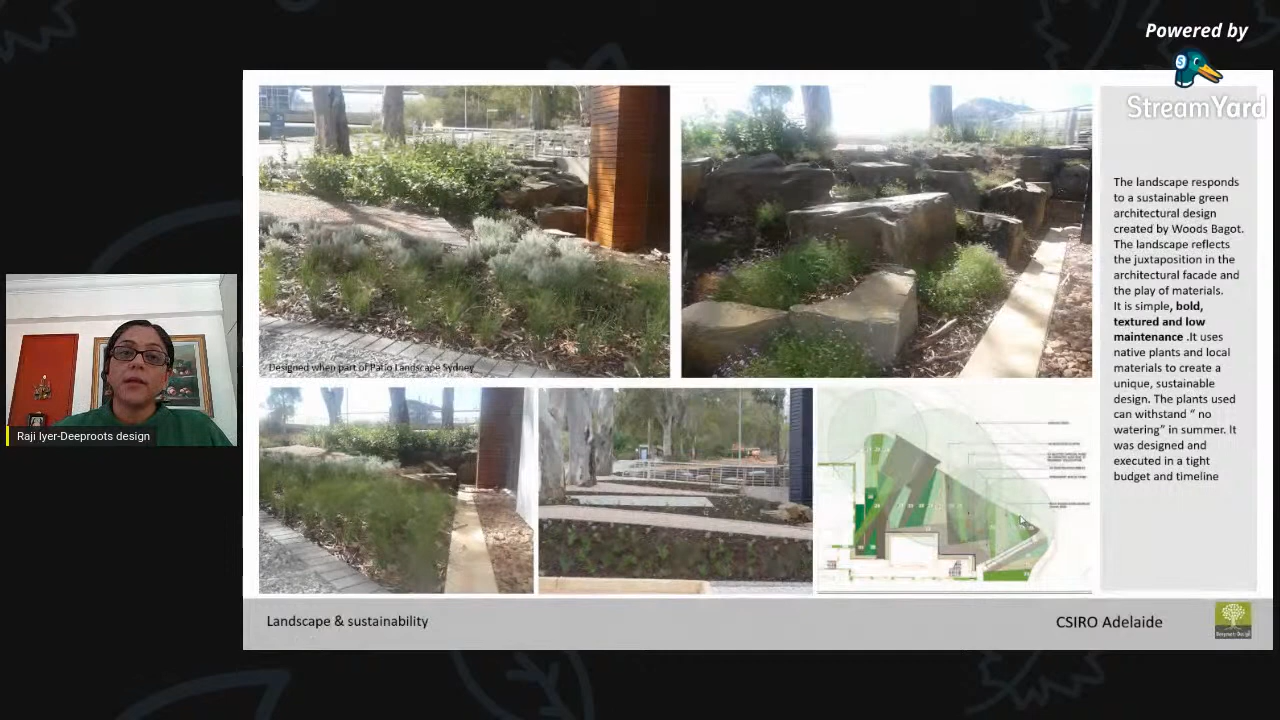 Powered by
StreamYard
Designed when part of Patio Landscape Sydney
The landscape responds
to a sustainable green
architectural design
created by Woods Bagot.
The landscape reflects
the juxtaposition in the
architectural facade and
the play of materials.
It is simple, bold,
textured and low
maintenance .It uses
native plants and local
materials to create a
unique, sustainable
design. The plants used
can withstand “ no
watering” in summer. It
was designed and
executed in a tight
budget and timeline
Raji Iyer-Deeproots design
Landscape & sustainability
CSIRO Adelaide